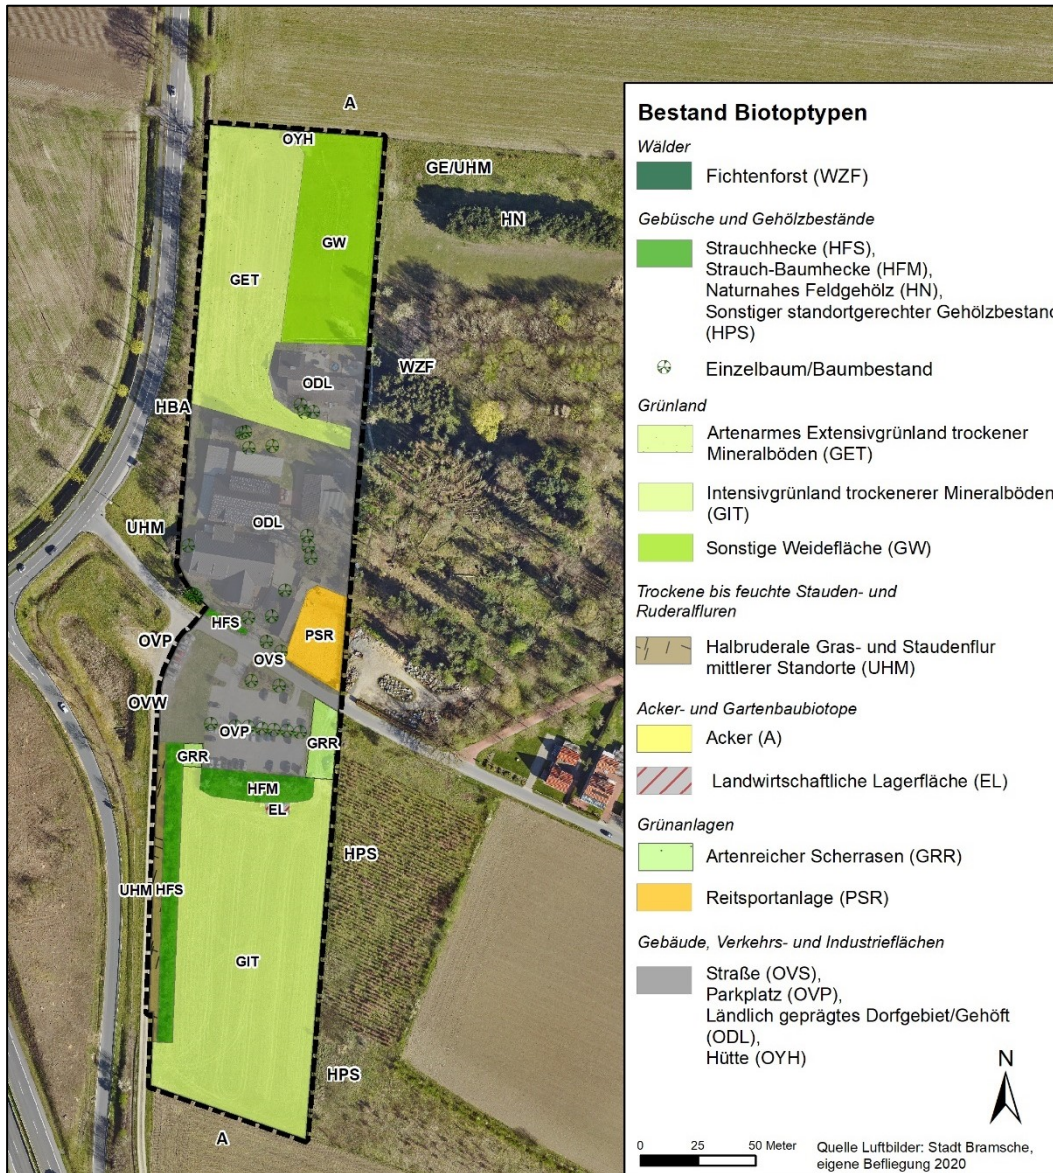 A
OYH
GE/UHM
HN
GW
GET
WZF
ODL
HBA
UHM
ODL
HFS
PSR
OVP
OVS
OVW
OVP
GRR
GRR
HFM
EL
HPS
UHM HFS
GIT
HPS
A
Bestand Biotoptypen
Wälder
Fichtenforst (WZF)
Gebüsche und Gehölzbestände
Strauchhecke (HFS),
Strauch-Baumhecke (HFM),
Naturnahes Feldgehölz (HN),
Sonstiger standortgerechter Gehölzbestand
(HPS)
Einzelbaum/Baumbestand
Grünland
Artenarmes Extensivgrünland trockener
Mineralböden (GET)
Intensivgrünland trockenerer Mineralböden
(GIT)
Sonstige Weidefläche (GW)
Trockene bis feuchte Stauden- und
Ruderalfluren
Halbruderale Gras- und Staudenflur
mittlerer Standorte (UHM)
Acker- und Gartenbaubiotope
Acker (A)
Landwirtschaftliche Lagerfläche (EL)
Grünanlagen
Artenreicher Scherrasen (GRR)
Reitsportanlage (PSR)
Gebäude, Verkehrs- und Industrieflächen
Straße (OVS),
Parkplatz (OVP),
Ländlich geprägtes Dorfgebiet/Gehöft
(ODL),
Hütte (OYH)
N
0 25 50 Meter
Quelle Luftbilder: Stadt Bramsche,
eigene Befliegung 2020